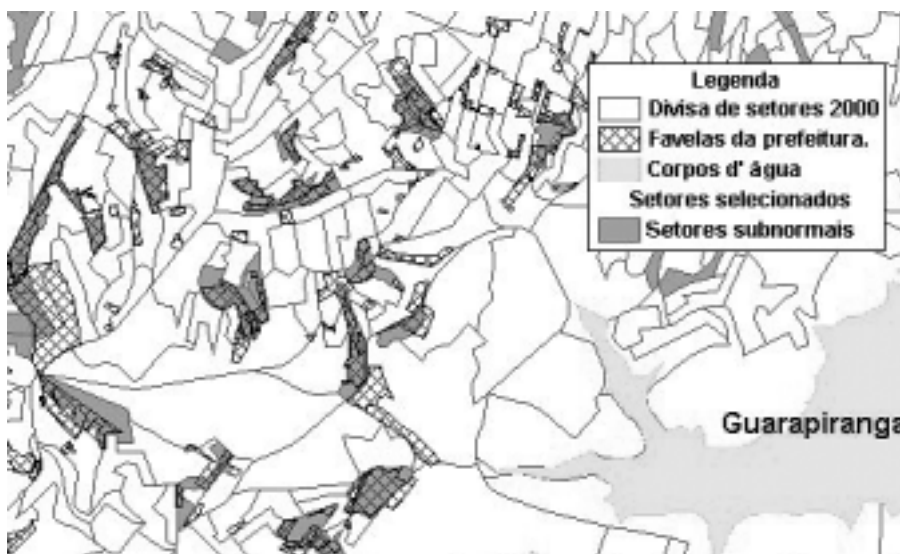 Legenda
Divisa de setores 2000
Favelas da prefeitura.
Corpos d' água
Setores selecionados
Setores subnormais
Guarapiranga